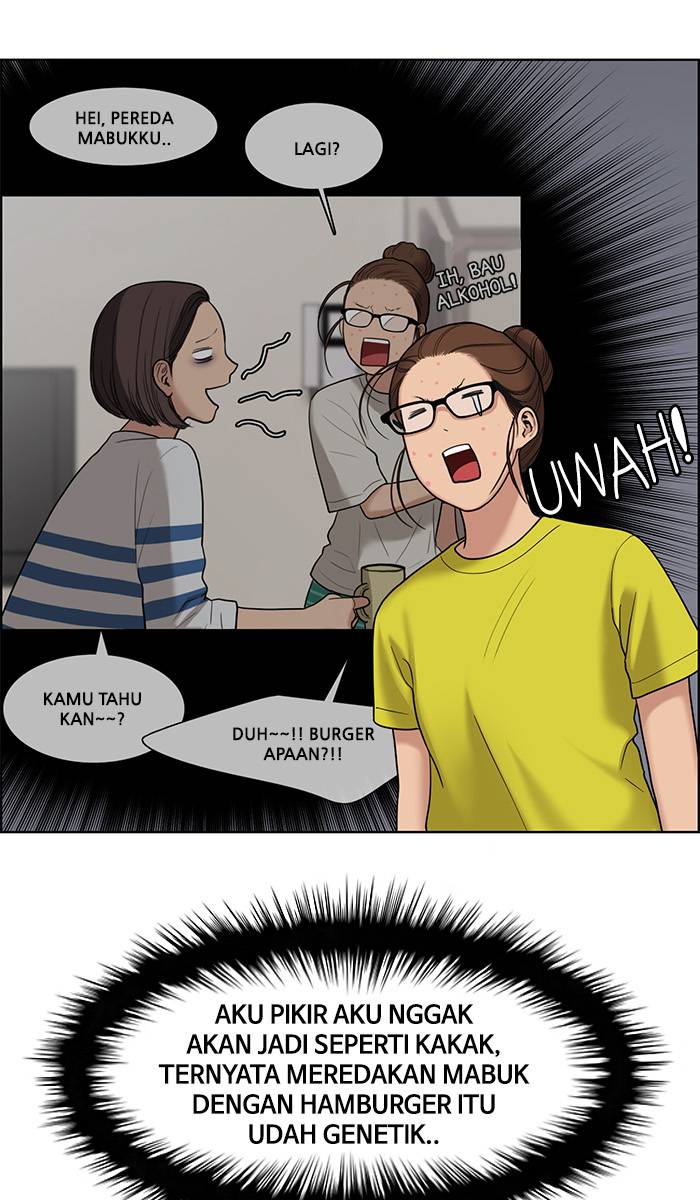 HEI, PEREDA
MABUKKU..
LAGI?
IH, BAU
ALKOHOL!
UWAH!
KAMU TAHU
KAN~~?
DUH~~!! BURGER
APAAN?!!
AKU PIKIR AKU NGGAK
AKAN JADI SEPERTI KAKAK,
TERNYATA MEREDAKAN MABUK
DENGAN HAMBURGER ITU
UDAH GENETIK..